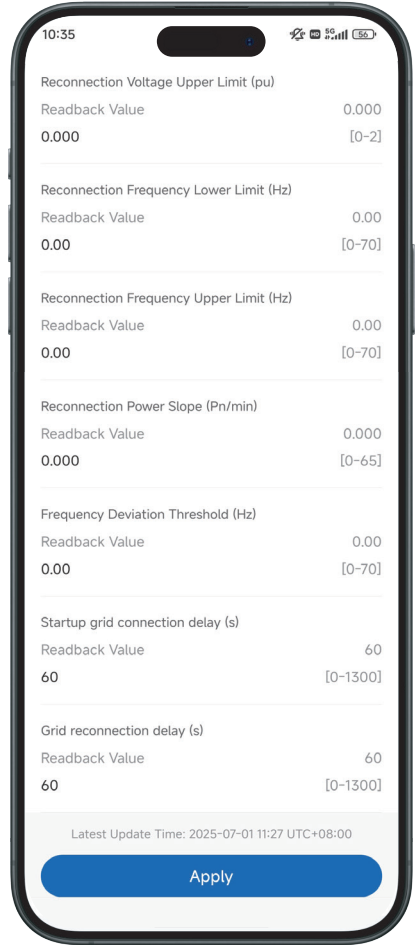 10:35 HD 5G 56
Reconnection Voltage Upper Limit (pu)
Readback Value 0.000
0.000 [0-2]
Reconnection Frequency Lower Limit (Hz)
Readback Value 0.00
0.00 [0-70]
Reconnection Frequency Upper Limit (Hz)
Readback Value 0.00
0.00 [0-70]
Reconnection Power Slope (Pn/min)
Readback Value 0.000
0.000 [0-65]
Frequency Deviation Threshold (Hz)
Readback Value 0.00
0.00 [0-70]
Startup grid connection delay (s)
Readback Value 60
60 [0-1300]
Grid reconnection delay (s)
Readback Value 60
60 [0-1300]
Latest Update Time: 2025-07-01 11:27 UTC+08:00
Apply